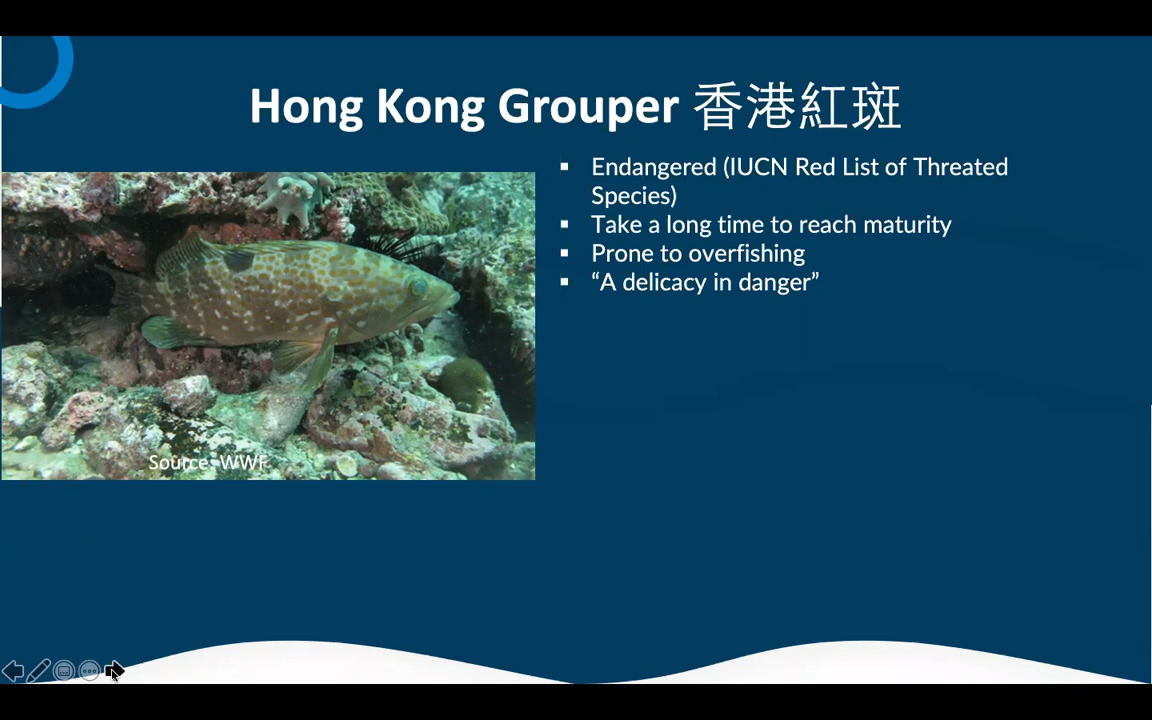 Hong Kong Grouper 香港紅斑
▪ Endangered (IUCN Red List of Threated
Species)
▪ Take a long time to reach maturity
▪ Prone to overfishing
▪ “A delicacy in danger”
Source: WWF